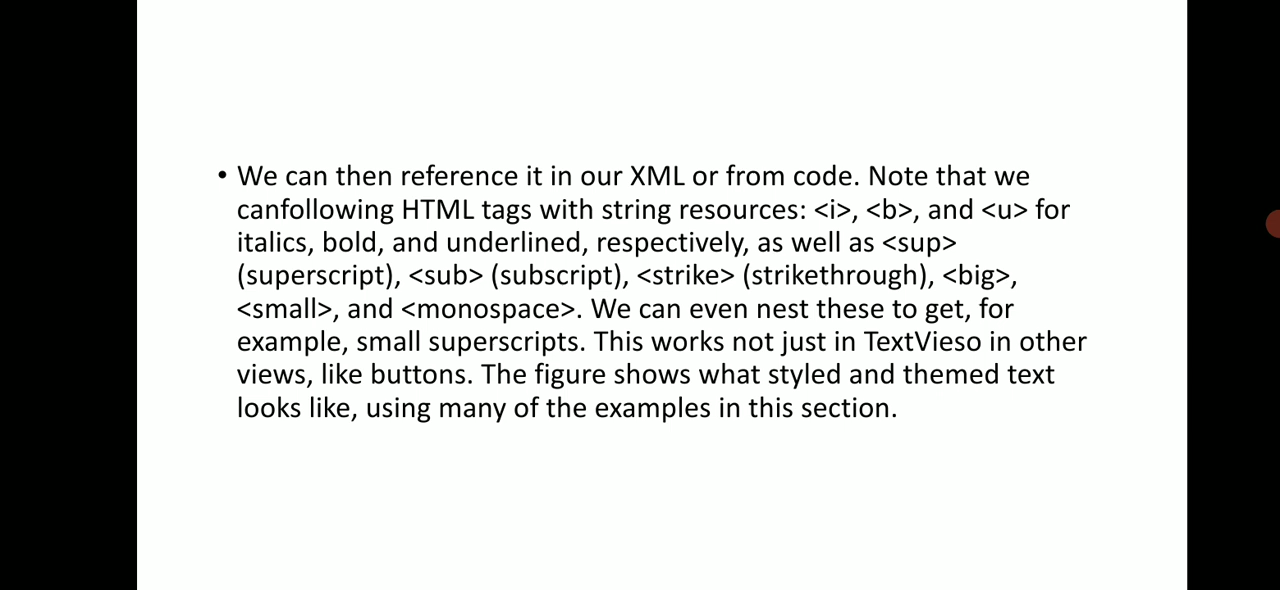 • We can then reference it in our XML or from code. Note that we
canfollowing HTML tags with string resources: <i>, <b>, and <u> for
italics, bold, and underlined, respectively, as well as <sup>
(superscript), <sub> (subscript), <strike> (strikethrough), <big>,
<small>, and <monospace>. We can even nest these to get, for
example, small superscripts. This works not just in TextVieso in other
views, like buttons. The figure shows what styled and themed text
looks like, using many of the examples in this section.